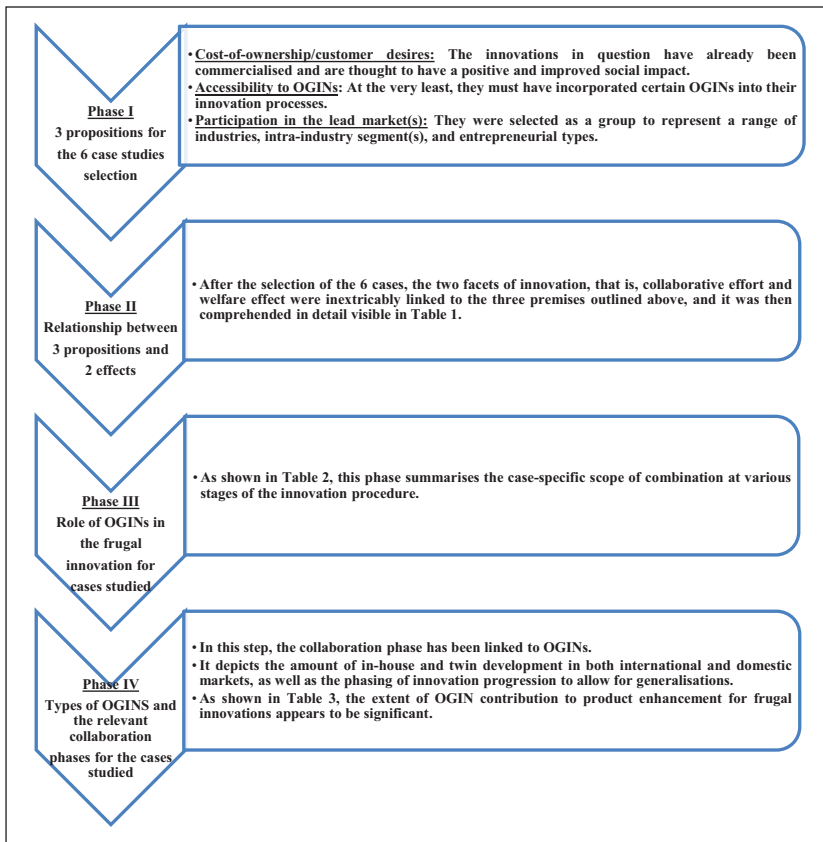 Phase I
3 propositions for
the 6 case studies
selection
• Cost-of-ownership/customer desires: The innovations in question have already been
commercialised and are thought to have a positive and improved social impact.
• Accessibility to OGINs: At the very least, they must have incorporated certain OGINs into their
innovation processes.
• Participation in the lead market(s): They were selected as a group to represent a range of
industries, intra-industry segment(s), and entrepreneurial types.
Phase II
Relationship between
3 propositions and
2 effects
• After the selection of the 6 cases, the two facets of innovation, that is, collaborative effort and
welfare effect were inextricably linked to the three premises outlined above, and it was then
comprehended in detail visible in Table 1.
Phase III
Role of OGINs in
the frugal
innovation for
cases studied
• As shown in Table 2, this phase summarises the case-specific scope of combination at various
stages of the innovation procedure.
Phase IV
Types of OGINS and
the relevant
collaboration
phases for the cases
studied
• In this step, the collaboration phase has been linked to OGINs.
• It depicts the amount of in-house and twin development in both international and domestic
markets, as well as the phasing of innovation progression to allow for generalisations.
• As shown in Table 3, the extent of OGIN contribution to product enhancement for frugal
innovations appears to be significant.